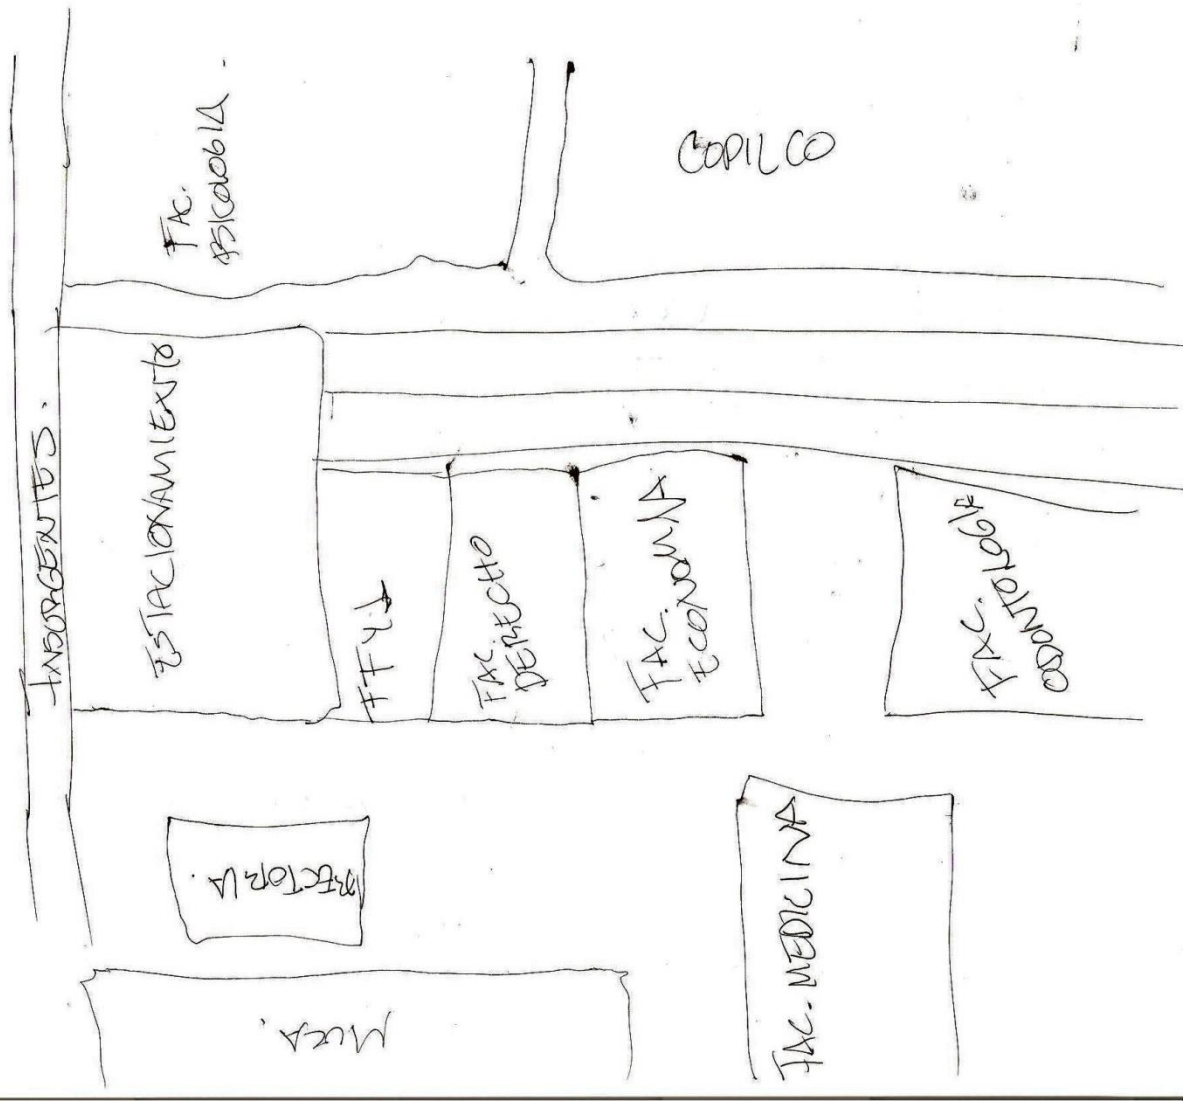 INSURGENTES.
FAC.
PSICOLOGIA.
COPILCO
ESTACIONAMIENTO
FFYL
FAC.
DERECHO
FAC.
ECONOMIA
FAC.
ODONTOLOGIA
RECTORIA.
FAC. MEDICINA
MUCA.